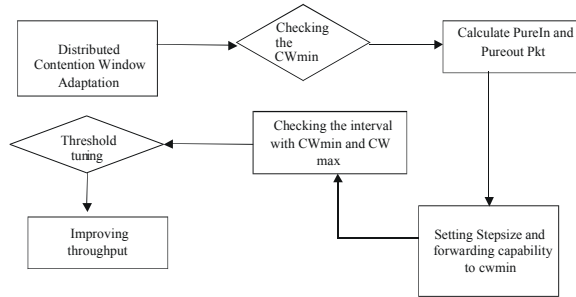 Distributed
Contention Window
Adaptation
Checking
the
CWmin
Calculate PureIn and
Pureout Pkt
Setting Stepsize and
forwarding capability
to cwmin
Checking the interval
with CWmin and CW
max
Threshold
tuning
Improving
throughput